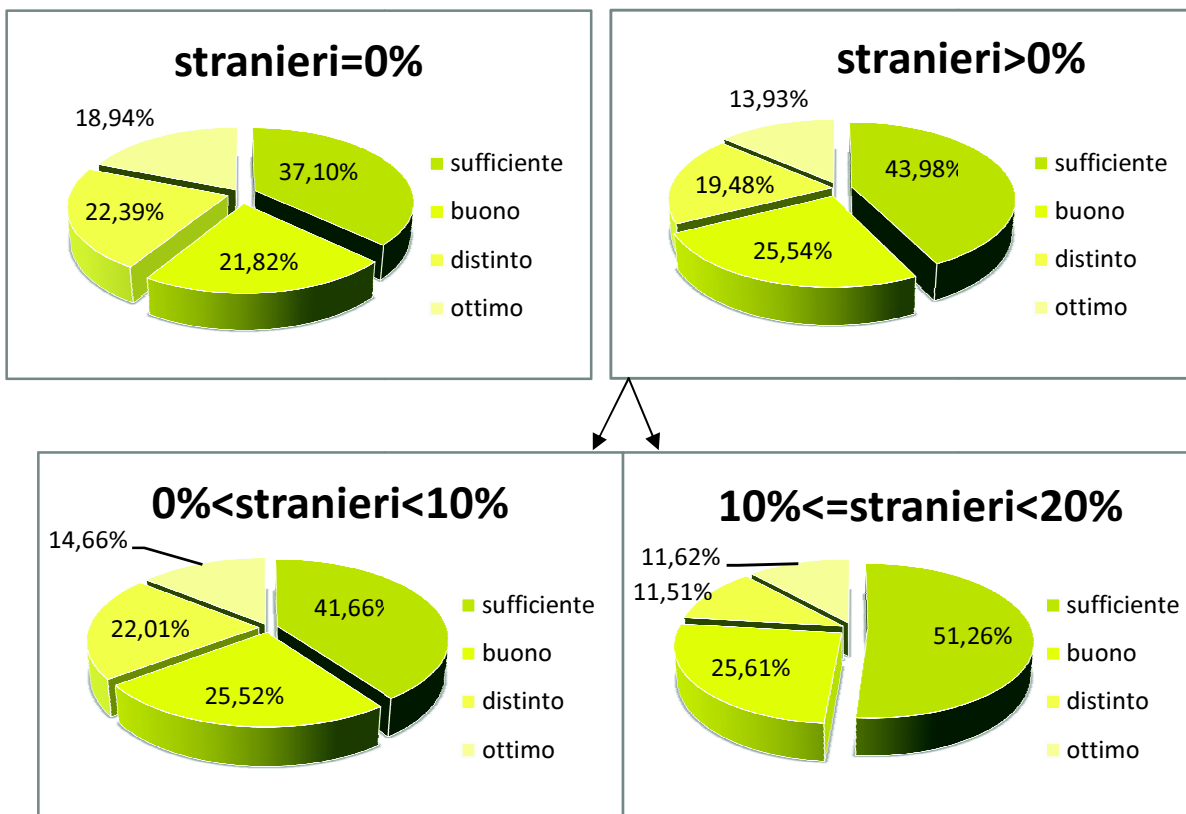 stranieri=0%
18,94%
37,10%
22,39%
21,82%
sufficiente
buono
distinto
ottimo
stranieri>0%
13,93%
43,98%
19,48%
25,54%
sufficiente
buono
distinto
ottimo
0%<stranieri<10%
14,66%
41,66%
22,01%
25,52%
sufficiente
buono
distinto
ottimo
10%<=stranieri<20%
11,62%
11,51%
51,26%
25,61%
sufficiente
buono
distinto
ottimo